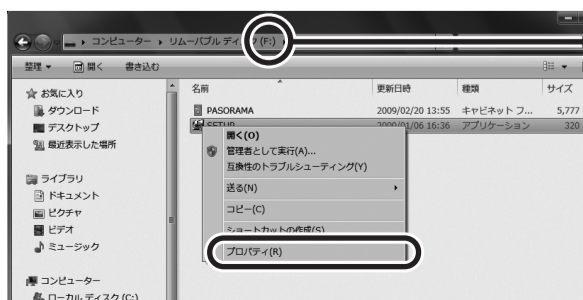 コンピューター ▸ リムーバブル ディスク (F:)
整理 ▼ 開く 書き込む
お気に入り
ダウンロード
デスクトップ
最近表示した場所
ライブラリ
ドキュメント
ピクチャ
ビデオ
ミュージック
コンピューター
ローカル ディスク (C:)
名前 更新日時 種類 サイズ
PASORAMA 2009/02/20 13:55 キャビネット フ... 5,777
SETUP 2009/01/06 16:36 アプリケーション 320
開く(O)
管理者として実行(A)...
互換性のトラブルシューティング(Y)
送る(N)
コピー(C)
ショートカットの作成(S)
プロパティ(R)